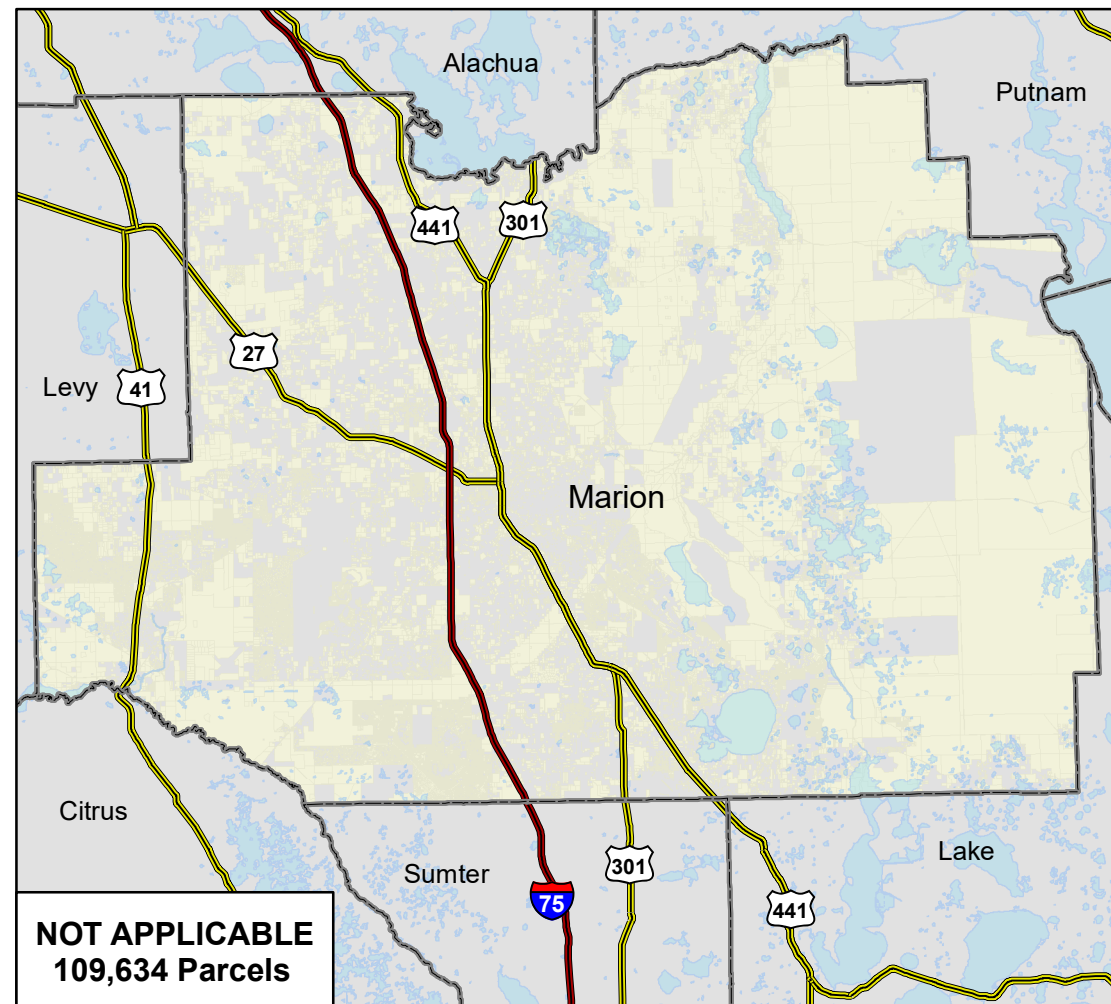 Alachua
Putnam
441
301
27
41
Levy
Marion
Citrus
Sumter
301
Lake
75
441
NOT APPLICABLE
109,634 Parcels